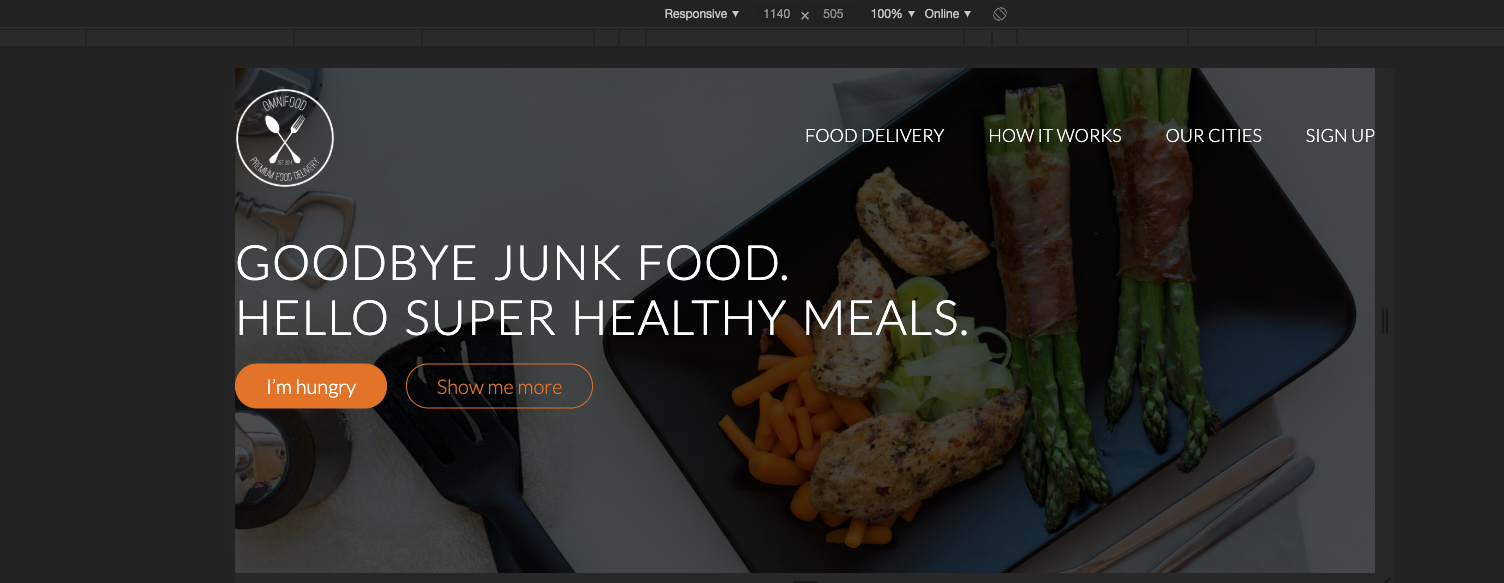 Responsive ▼ 1140 x 505 100% ▼ Online ▼
OMNIFOOD
EST 2014
PREMIUM FOOD DELIVERY
FOOD DELIVERY HOW IT WORKS OUR CITIES SIGN UP
GOODBYE JUNK FOOD.
HELLO SUPER HEALTHY MEALS.
I'm hungry Show me more